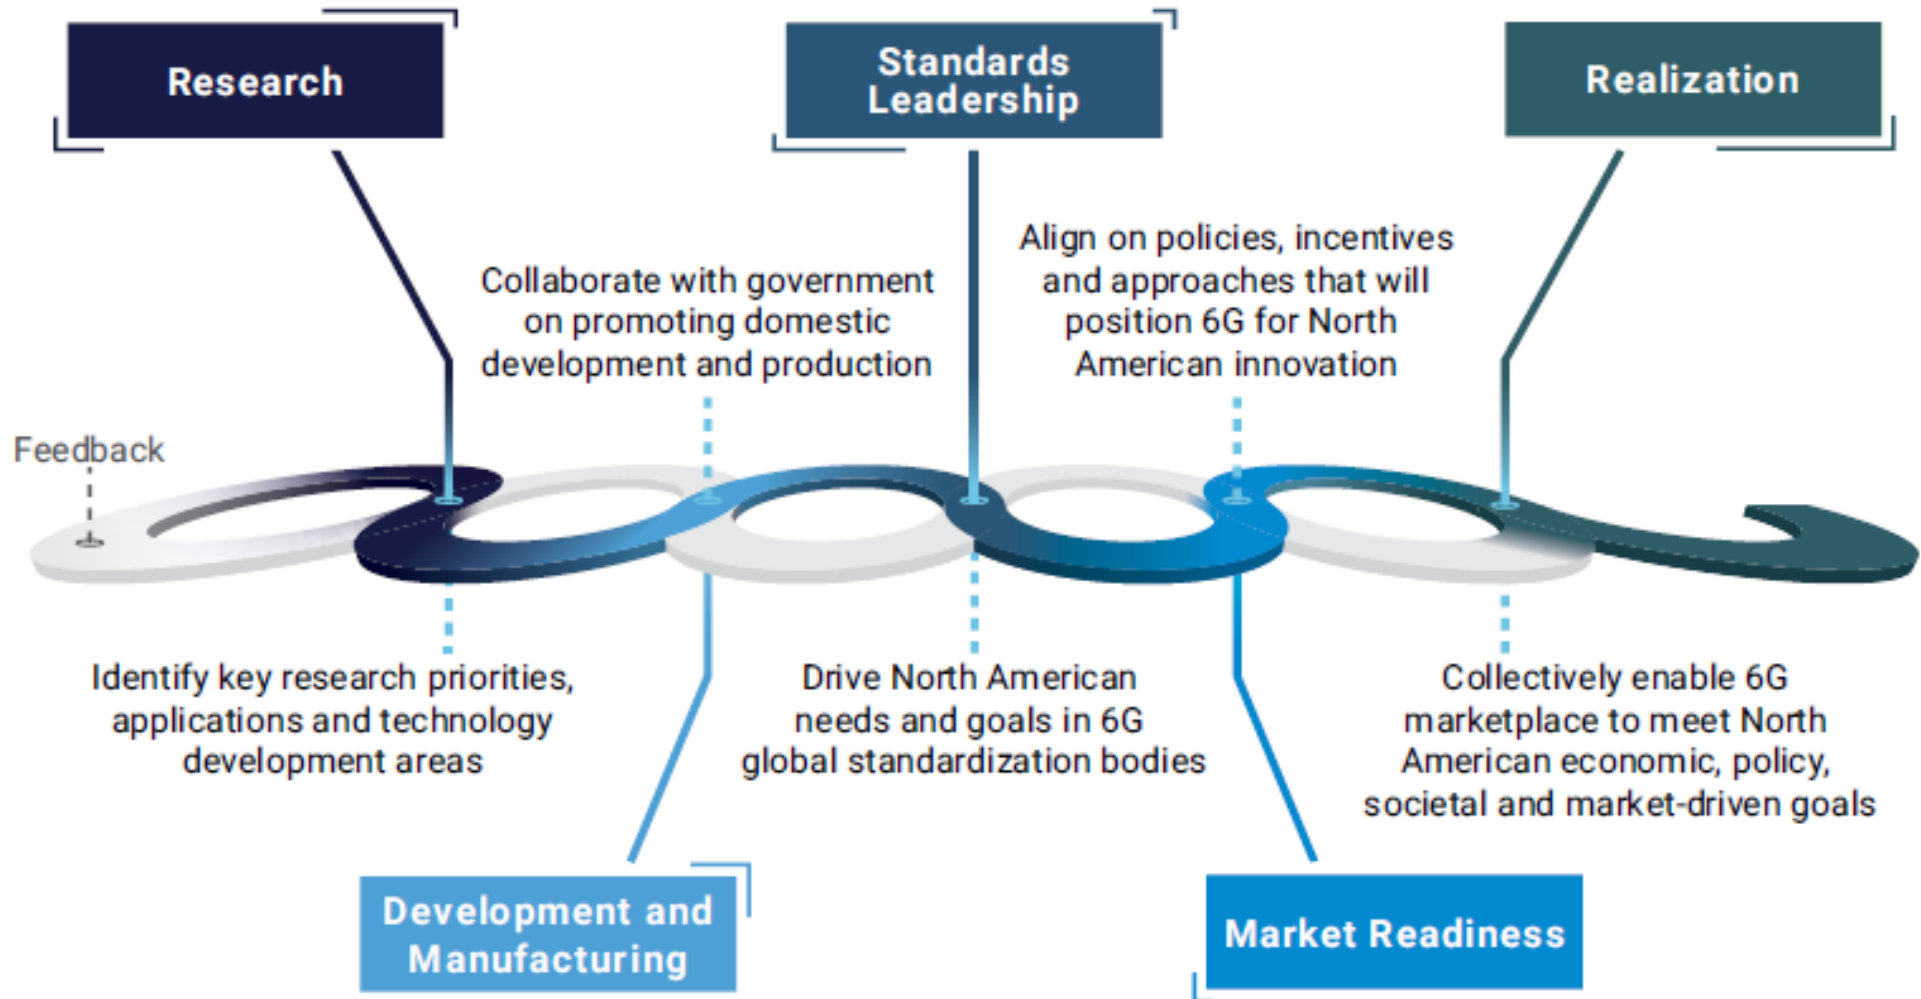 Research
Standards
Leadership
Realization
Align on policies, incentives
and approaches that will
position 6G for North
American innovation
Collaborate with government
on promoting domestic
development and production
Feedback
Identify key research priorities,
applications and technology
development areas
Drive North American
needs and goals in 6G
global standardization bodies
Collectively enable 6G
marketplace to meet North
American economic, policy,
societal and market-driven goals
Development and
Manufacturing
Market Readiness